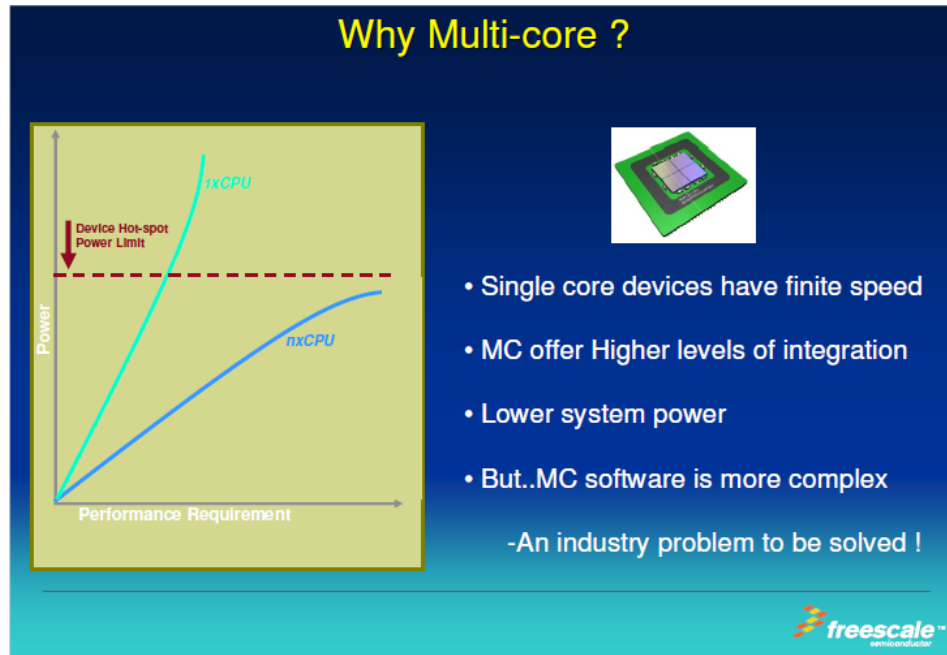 Why Multi-core ?
1xCPU
Device Hot-spot
Power Limit
Power
nxCPU
Performance Requirement
• Single core devices have finite speed
• MC offer Higher levels of integration
• Lower system power
• But..MC software is more complex
-An industry problem to be solved !
freescale™
semiconductor